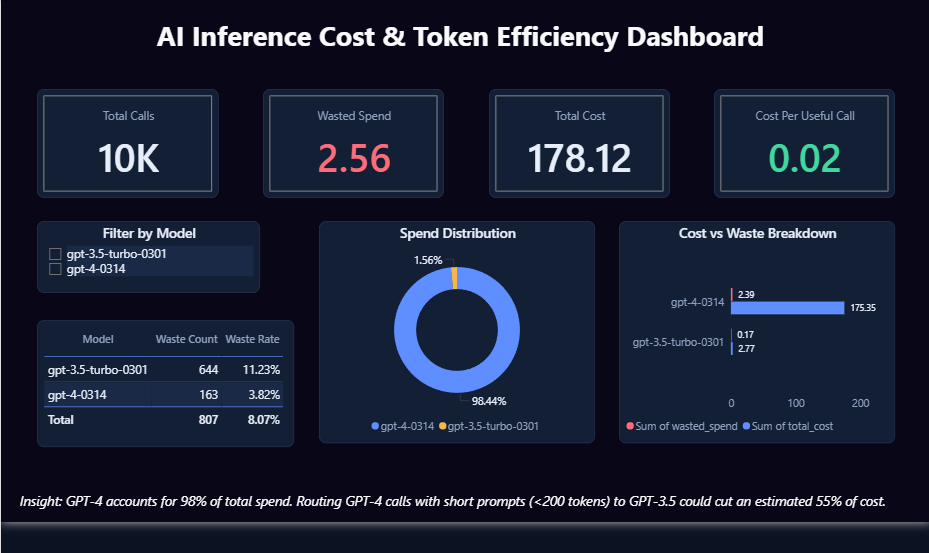 AI Inference Cost & Token Efficiency Dashboard
Total Calls
10K
Wasted Spend
2.56
Total Cost
178.12
Cost Per Useful Call
0.02
Filter by Model
gpt-3.5-turbo-0301
gpt-4-0314
Model Waste Count Waste Rate
gpt-3.5-turbo-0301 644 11.23%
gpt-4-0314 163 3.82%
Total 807 8.07%
Spend Distribution
1.56%
98.44%
gpt-4-0314 gpt-3.5-turbo-0301
Cost vs Waste Breakdown
gpt-4-0314
2.39
175.35
gpt-3.5-turbo-0301
0.17
2.77
0 100 200
Sum of wasted_spend Sum of total_cost
Insight: GPT-4 accounts for 98% of total spend. Routing GPT-4 calls with short prompts (<200 tokens) to GPT-3.5 could cut an estimated 55% of cost.